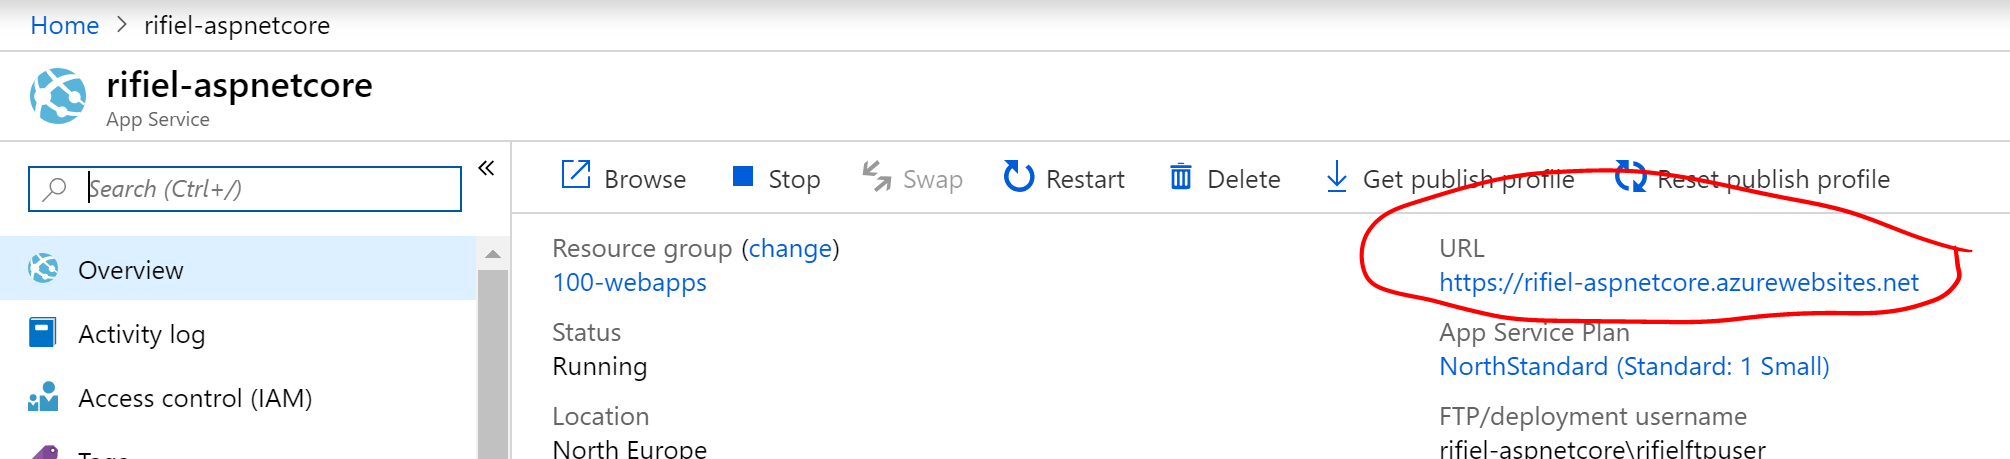 Home > rifiel-aspnetcore
rifiel-aspnetcore
App Service
Search (Ctrl+/)
«
Browse Stop Swap Restart Delete Get publish profile Reset publish profile
Overview
Activity log
Access control (IAM)
Tags
Resource group (change)
100-webapps
Status
Running
Location
North Europe
URL
https://rifiel-aspnetcore.azurewebsites.net
App Service Plan
NorthStandard (Standard: 1 Small)
FTP/deployment username
rifiel-aspnetcore\rifielftpuser